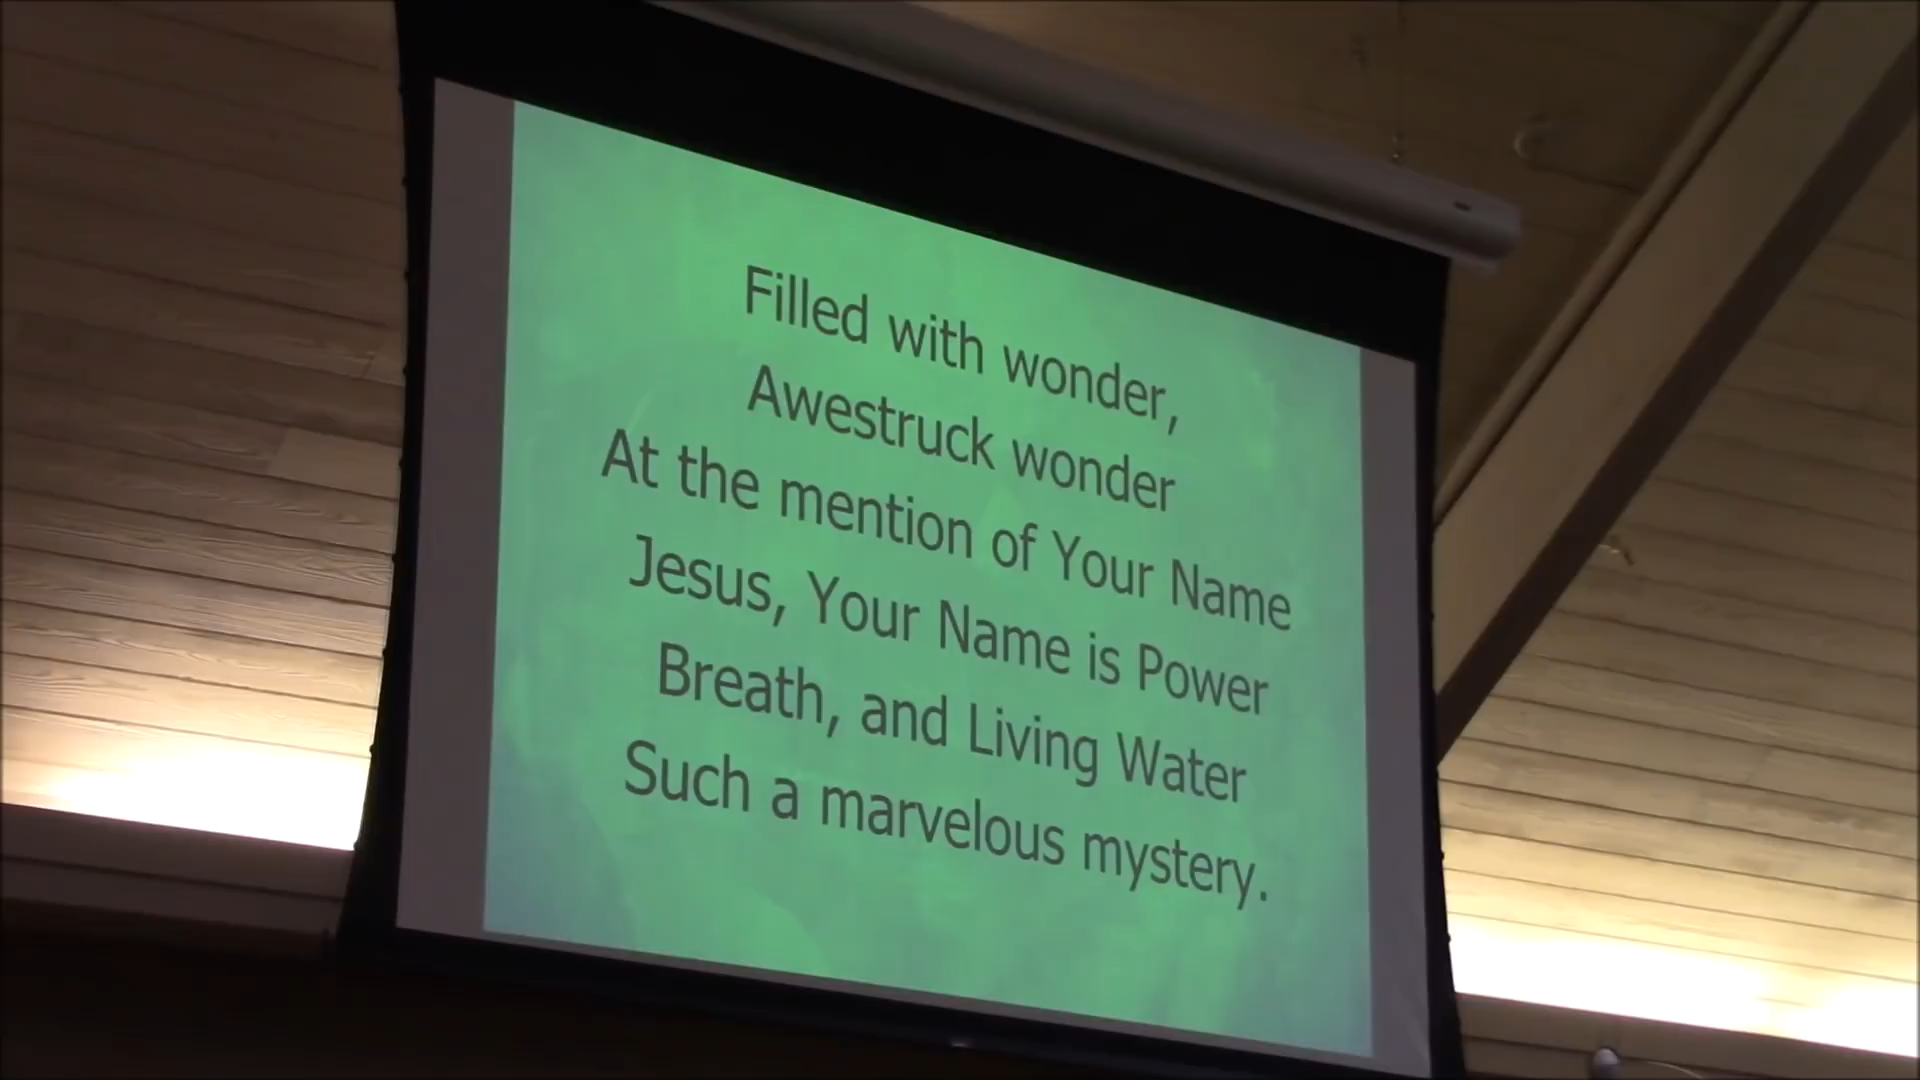 Filled with wonder,
Awestruck wonder
At the mention of Your Name
Jesus, Your Name is Power
Breath, and Living Water
Such a marvelous mystery.